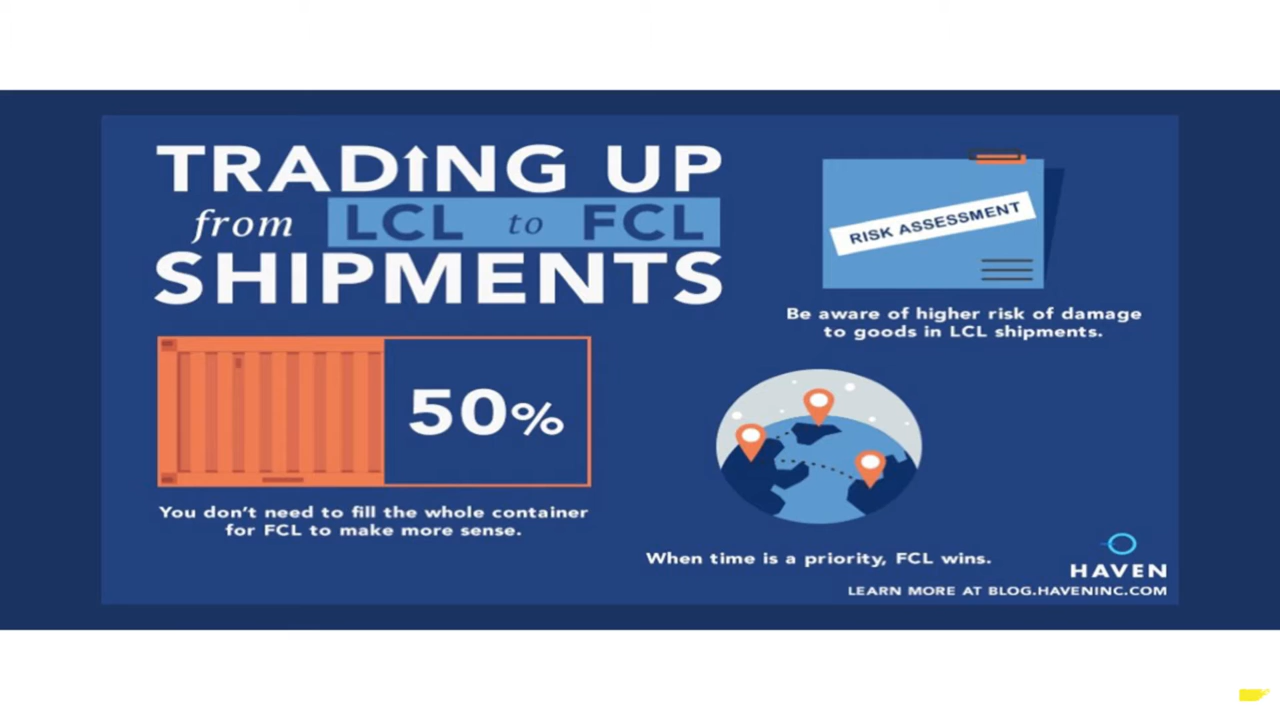 TRADING UP
from LCL to FCL
SHIPMENTS
50%
You don't need to fill the whole container
for FCL to make more sense.
RISK ASSESSMENT
Be aware of higher risk of damage
to goods in LCL shipments.
When time is a priority, FCL wins.
HAVEN
LEARN MORE AT BLOG.HAVENINC.COM